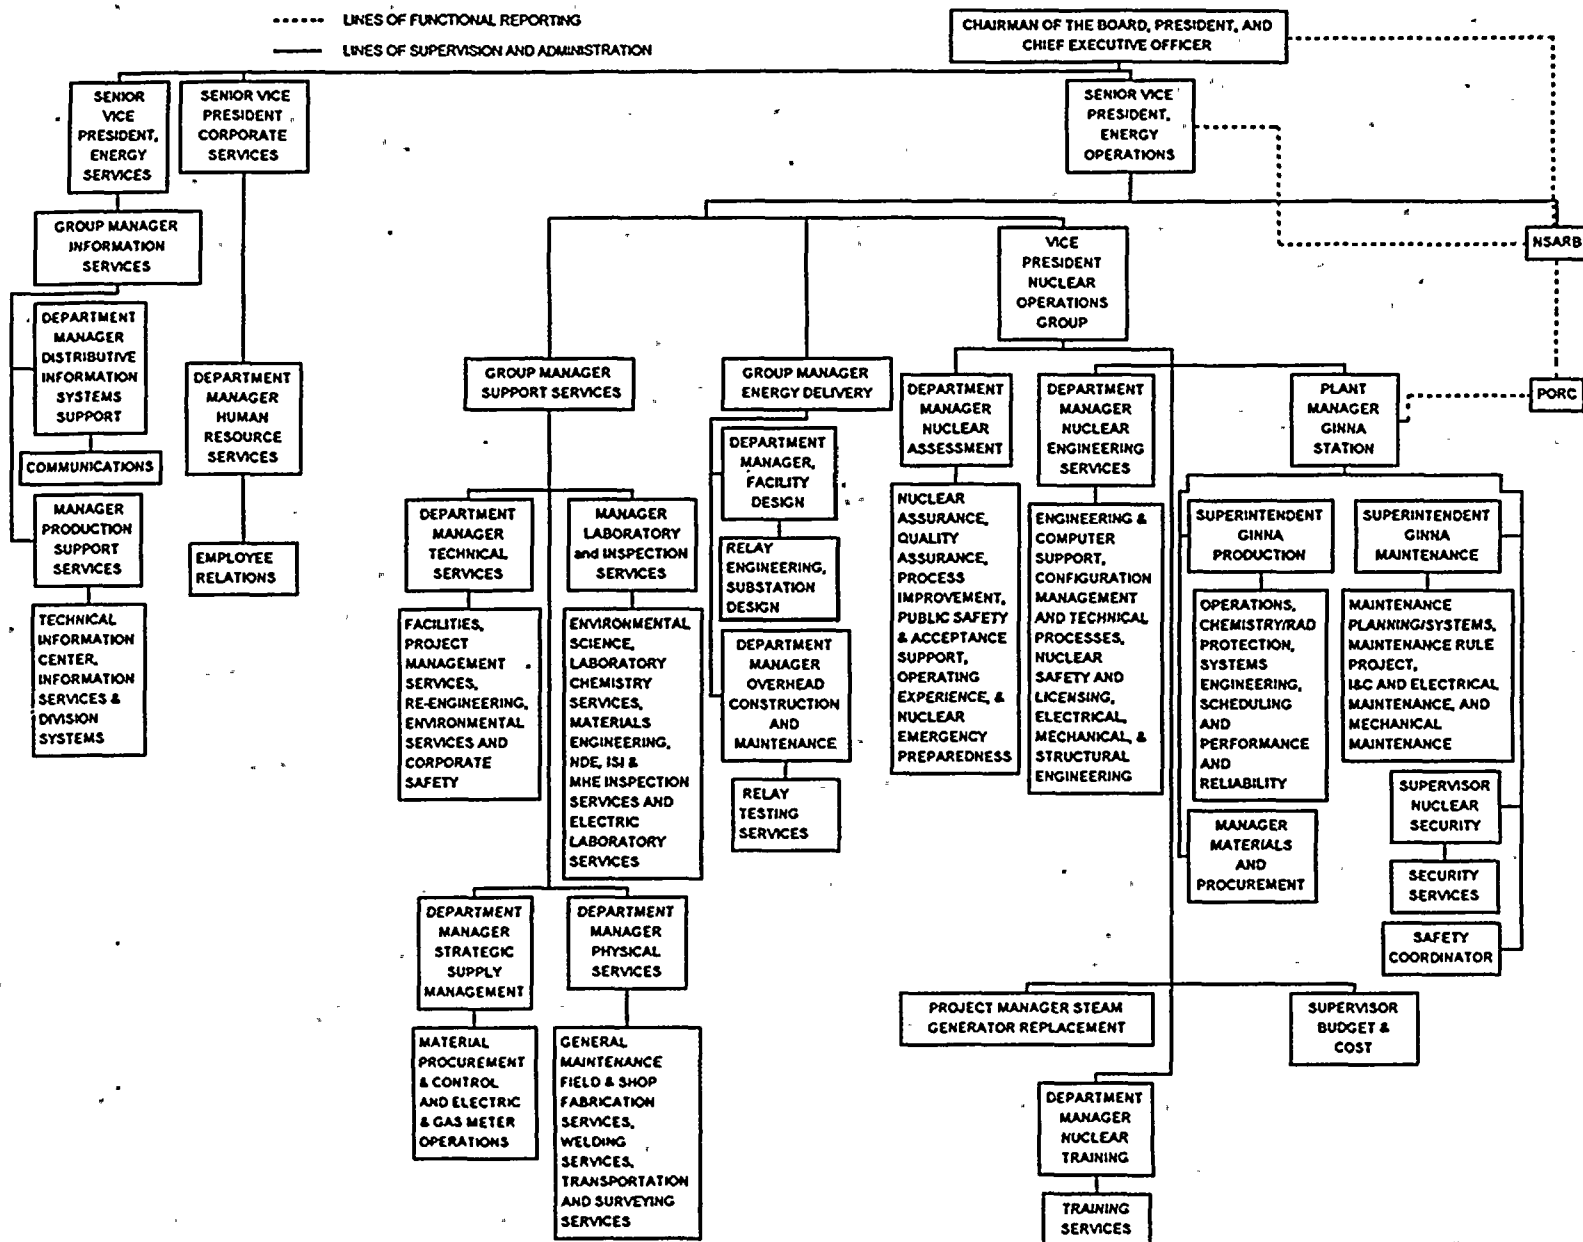 LINES OF FUNCTIONAL REPORTING
LINES OF SUPERVISION AND ADMINISTRATION
CHAIRMAN OF THE BOARD, PRESIDENT, AND
CHIEF EXECUTIVE OFFICER
SENIOR
VICE
PRESIDENT,
ENERGY
SERVICES
SENIOR VICE
PRESIDENT
CORPORATE
SERVICES
SENIOR VICE
PRESIDENT,
ENERGY
OPERATIONS
GROUP MANAGER
INFORMATION
SERVICES
VICE
PRESIDENT
NUCLEAR
OPERATIONS
GROUP
NSARB
DEPARTMENT
MANAGER
DISTRIBUTIVE
INFORMATION
SYSTEMS
SUPPORT
COMMUNICATIONS
MANAGER
PRODUCTION
SUPPORT
SERVICES
TECHNICAL
INFORMATION
CENTER,
INFORMATION
SERVICES &
DIVISION
SYSTEMS
DEPARTMENT
MANAGER
HUMAN
RESOURCE
SERVICES
EMPLOYEE
RELATIONS
GROUP MANAGER
SUPPORT SERVICES
GROUP MANAGER
ENERGY DELIVERY
DEPARTMENT
MANAGER
NUCLEAR
ASSESSMENT
DEPARTMENT
MANAGER
NUCLEAR
ENGINEERING
SERVICES
PLANT
MANAGER
GINNA
STATION
PORC
DEPARTMENT
MANAGER
TECHNICAL
SERVICES
MANAGER
LABORATORY
and INSPECTION
SERVICES
FACILITIES,
PROJECT
MANAGEMENT
SERVICES,
RE-ENGINEERING,
ENVIRONMENTAL
SERVICES AND
CORPORATE
SAFETY
ENVIRONMENTAL
SCIENCE,
LABORATORY
CHEMISTRY
SERVICES,
MATERIALS
ENGINEERING,
NDE, ISI &
MHE INSPECTION
SERVICES AND
ELECTRIC
LABORATORY
SERVICES
DEPARTMENT
MANAGER,
FACILITY
DESIGN
RELAY
ENGINEERING,
SUBSTATION
DESIGN
DEPARTMENT
MANAGER
OVERHEAD
CONSTRUCTION
AND
MAINTENANCE
RELAY
TESTING
SERVICES
NUCLEAR
ASSURANCE,
QUALITY
ASSURANCE,
PROCESS
IMPROVEMENT,
PUBLIC SAFETY
& ACCEPTANCE
SUPPORT,
OPERATING
EXPERIENCE, &
NUCLEAR
EMERGENCY
PREPAREDNESS
ENGINEERING &
COMPUTER
SUPPORT,
CONFIGURATION
MANAGEMENT
AND TECHNICAL
PROCESSES,
NUCLEAR
SAFETY AND
LICENSING,
ELECTRICAL,
MECHANICAL, &
STRUCTURAL
ENGINEERING
SUPERINTENDENT
GINNA
PRODUCTION
SUPERINTENDENT
GINNA
MAINTENANCE
OPERATIONS,
CHEMISTRY/RAD
PROTECTION,
SYSTEMS
ENGINEERING,
SCHEDULING
AND
PERFORMANCE
AND
RELIABILITY
MAINTENANCE
PLANNING/SYSTEMS,
MAINTENANCE RULE
PROJECT,
I&C AND ELECTRICAL
MAINTENANCE, AND
MECHANICAL
MAINTENANCE
MANAGER
MATERIALS
AND
PROCUREMENT
SUPERVISOR
NUCLEAR
SECURITY
SECURITY
SERVICES
SAFETY
COORDINATOR
DEPARTMENT
MANAGER
STRATEGIC
SUPPLY
MANAGEMENT
DEPARTMENT
MANAGER
PHYSICAL
SERVICES
MATERIAL
PROCUREMENT
& CONTROL
AND ELECTRIC
& GAS METER
OPERATIONS
GENERAL
MAINTENANCE
FIELD & SHOP
FABRICATION
SERVICES,
WELDING
SERVICES,
TRANSPORTATION
AND SURVEYING
SERVICES
PROJECT MANAGER STEAM
GENERATOR REPLACEMENT
SUPERVISOR
BUDGET &
COST
DEPARTMENT
MANAGER
NUCLEAR
TRAINING
TRAINING
SERVICES